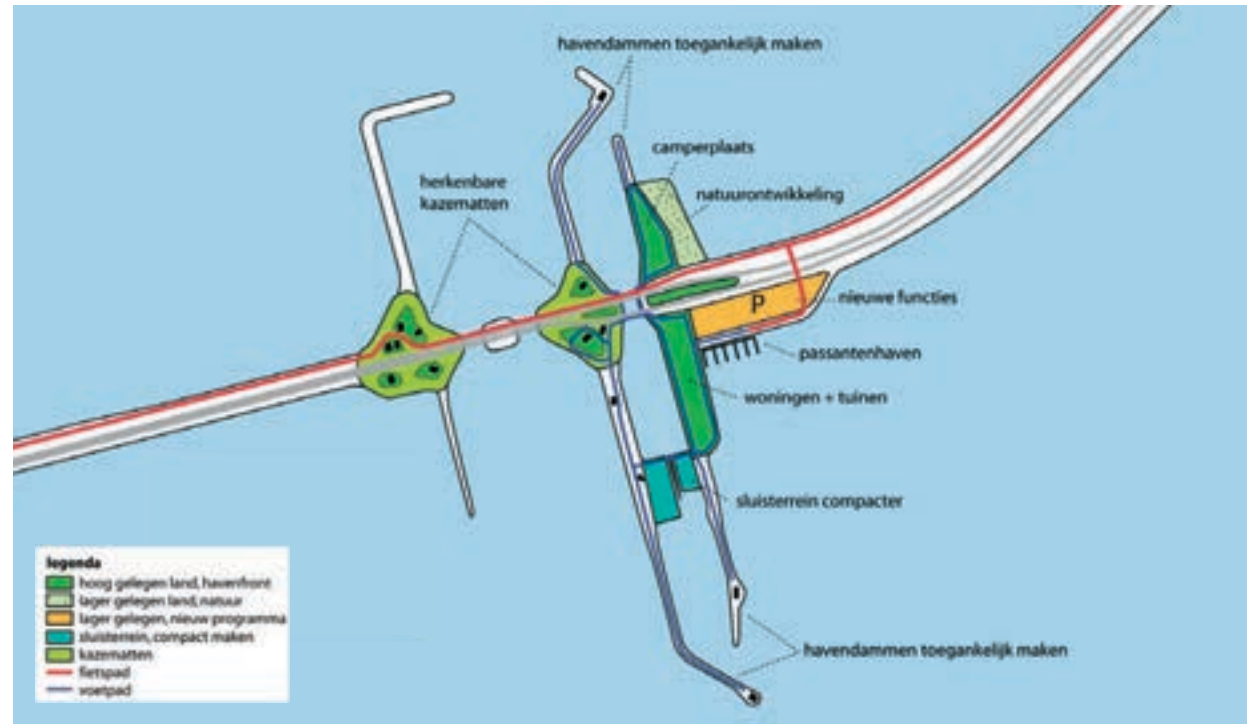 havendammen toegankelijk maken
camperplaats
herkenbare
kazematten
natuurontwikkeling
P
nieuwe functies
passantenhaven
woningen + tuinen
sluisterrein compacter
havendammen toegankelijk maken
legenda
hoog gelegen land, havenfront
lager gelegen land, natuur
lager gelegen, nieuw programma
sluisterrein, compact maken
kazematten
fietspad
voetpad